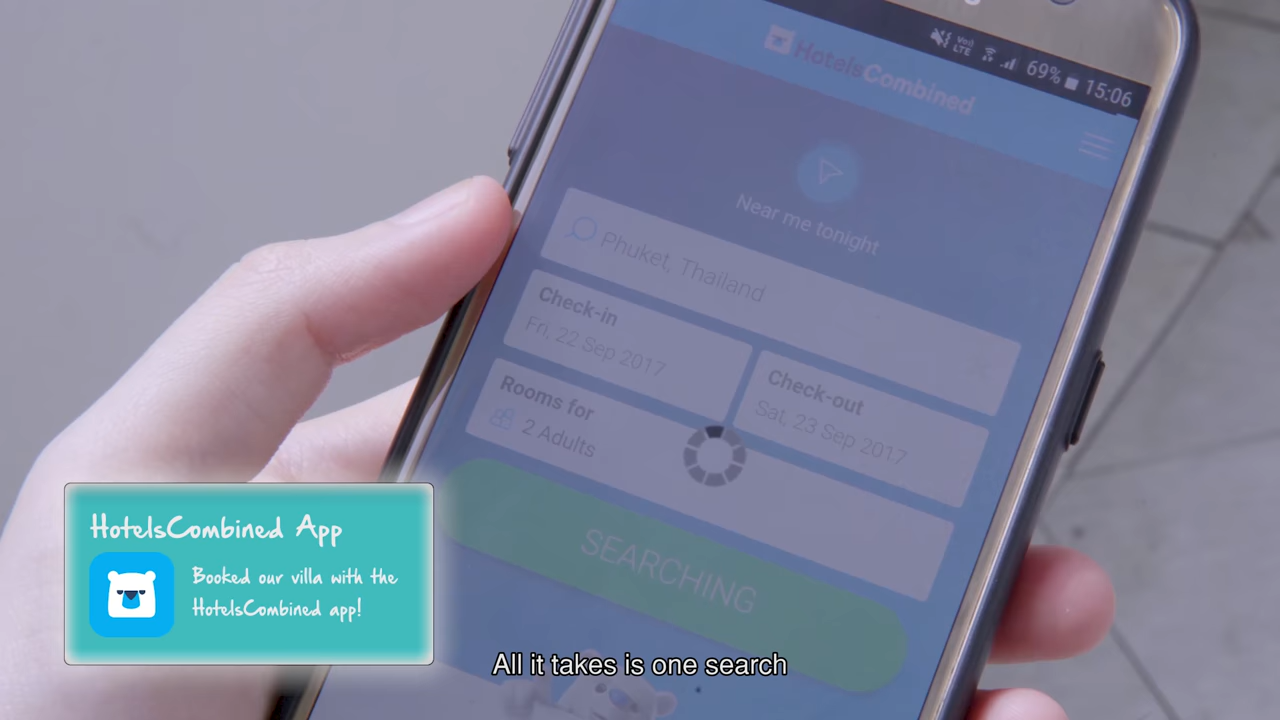 VoLTE 69% 15:06
HotelsCombined
Near me tonight
Phuket, Thailand
Check-in
Fri, 22 Sep 2017
Check-out
Sat, 23 Sep 2017
Rooms for
2 Adults
SEARCHING
HotelsCombined App
Booked our villa with the
HotelsCombined app!
All it takes is one search